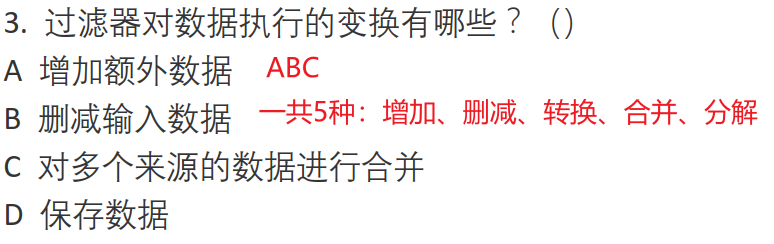 3. 过滤器对数据执行的变换有哪些？（）
A 增加额外数据 ABC
B 删减输入数据 一共5种：增加、删减、转换、合并、分解
C 对多个来源的数据进行合并
D 保存数据